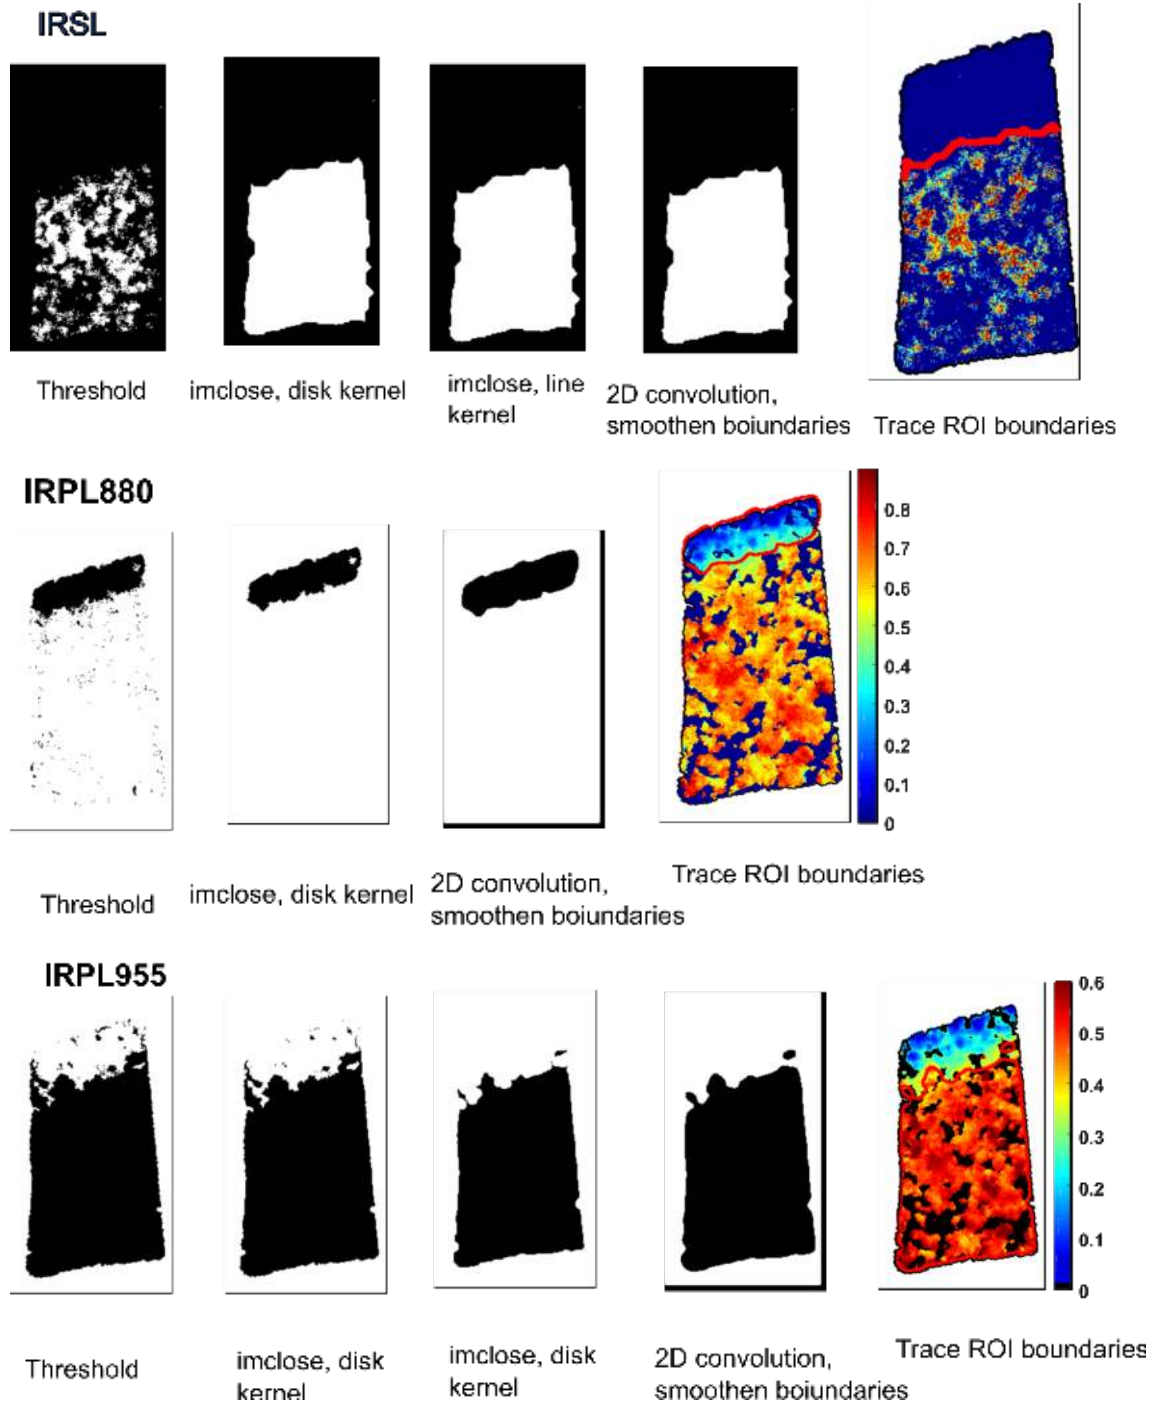 IRSL
Threshold
imclose, disk kernel
imclose, line
kernel
2D convolution,
smoothen boiundaries
Trace ROI boundaries
IRPL880
0.8
0.7
0.6
0.5
0.4
0.3
0.2
0.1
0
Threshold
imclose, disk kernel
2D convolution,
smoothen boiundaries
Trace ROI boundaries
IRPL955
0.6
0.5
0.4
0.3
0.2
0.1
0
Threshold
imclose, disk
kernel
imclose, disk
kernel
2D convolution,
smoothen boiundaries
Trace ROI boundaries